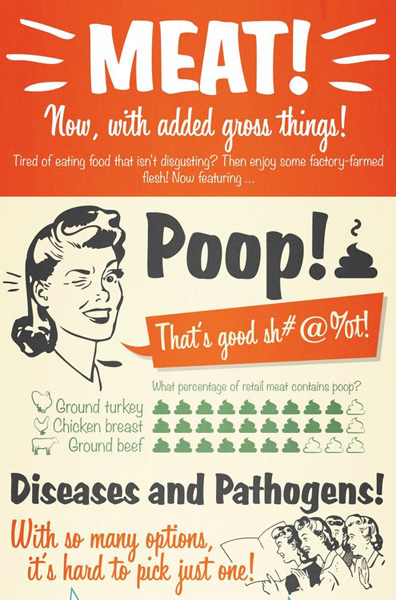 MEAT!
Now, with added gross things!
Tired of eating food that isn't disgusting? Then enjoy some factory-farmed
flesh! Now featuring ...
Poop!
That's good sh#@%t!
What percentage of retail meat contains poop?
Ground turkey
Chicken breast
Ground beef
Diseases and Pathogens!
With so many options,
it's hard to pick just one!